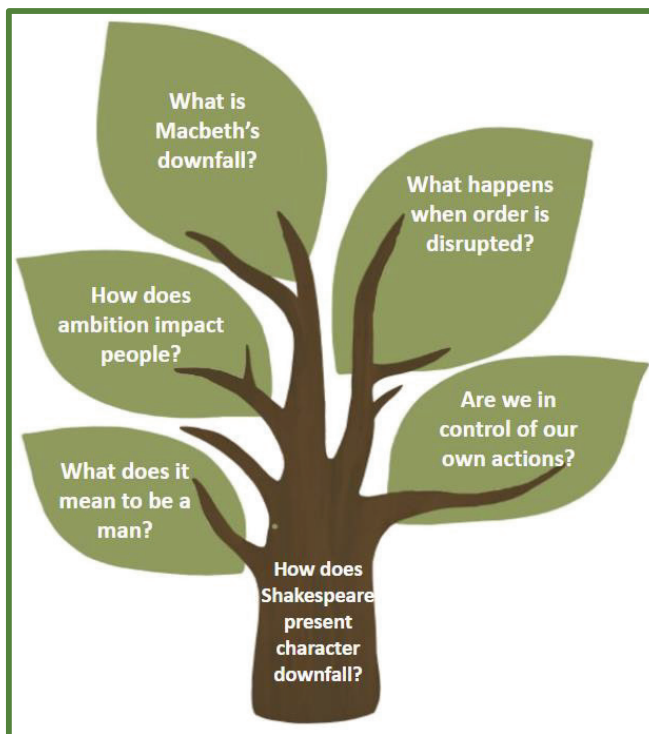 What is
Macbeth's
downfall?
What happens
when order is
disrupted?
How does
ambition impact
people?
Are we in
control of our
own actions?
What does it
mean to be a
man?
How does
Shakespeare
present
character
downfall?